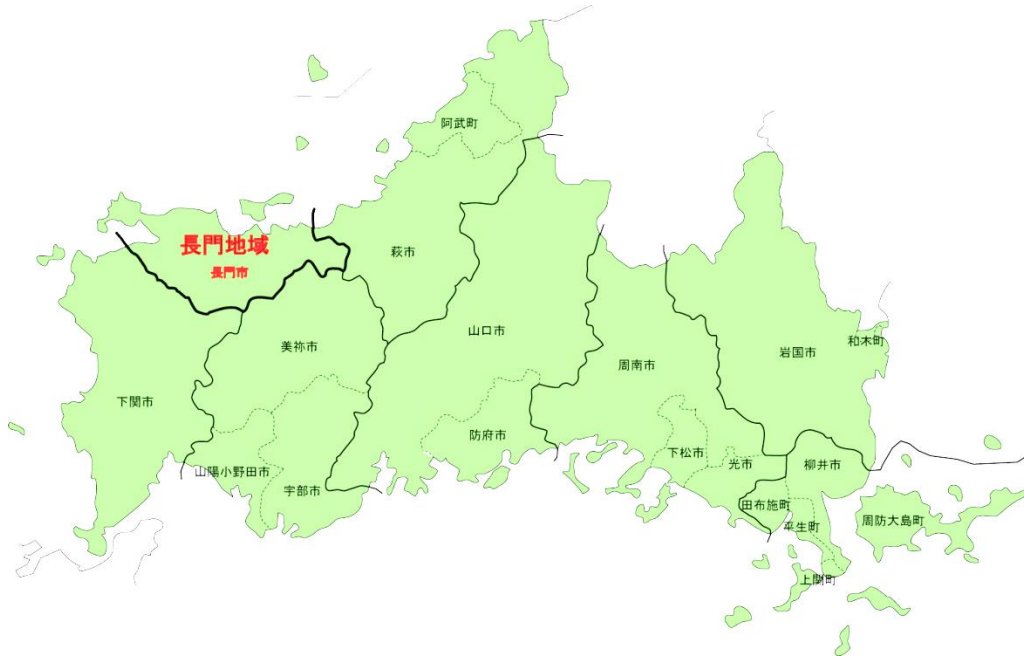 阿武町
長門地域
長門市
萩市
山口市
美祢市
岩国市
和木町
周南市
下関市
防府市
下松市
光市
柳井市
山陽小野田市
宇部市
田布施町
平生町
周防大島町
上関町